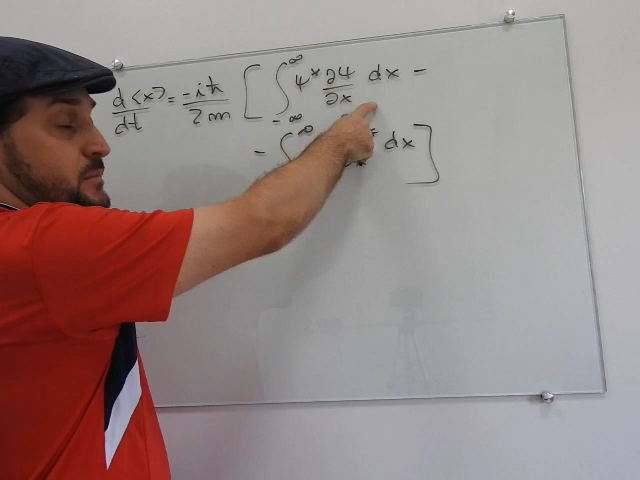 d<x>/dt = -iħ/2m [ ∫_{-∞}^{∞} ψ* ∂ψ/∂x dx -
- ∫^{∞} dx ]